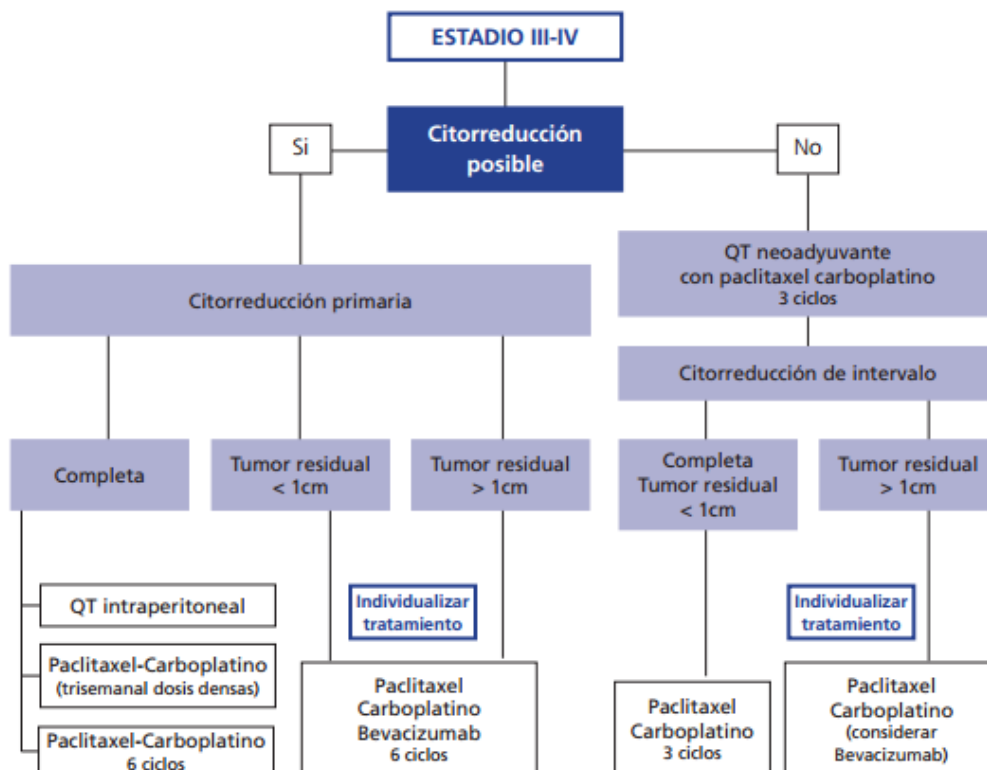 ESTADIO III-IV
Citorreducción
posible
Si
No
Citorreducción primaria
QT neoadyuvante
con paclitaxel carboplatino
3 ciclos
Citorreducción de intervalo
Completa
Tumor residual
< 1cm
Tumor residual
> 1cm
Completa
Tumor residual
< 1cm
Tumor residual
> 1cm
QT intraperitoneal
Paclitaxel-Carboplatino
(trisemanal dosis densas)
Paclitaxel-Carboplatino
6 ciclos
Individualizar
tratamiento
Paclitaxel
Carboplatino
Bevacizumab
6 ciclos
Paclitaxel
Carboplatino
3 ciclos
Individualizar
tratamiento
Paclitaxel
Carboplatino
(considerar
Bevacizumab)